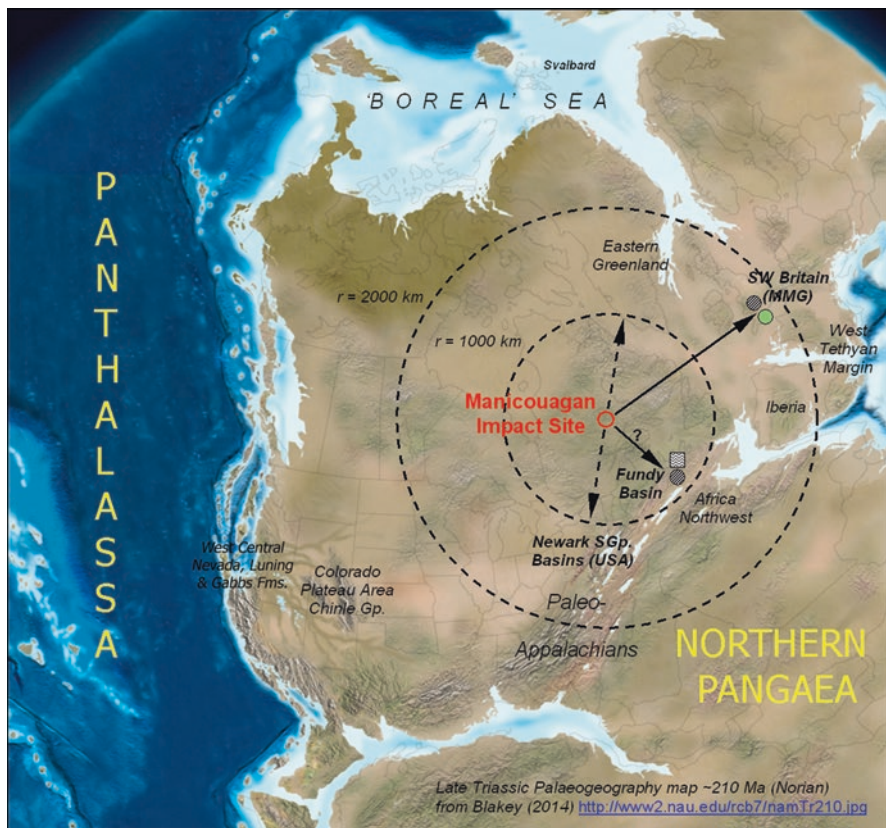 Svalbard
'BOREAL' SEA
PANTHALASSA
Eastern
Greenland
SW Britain
(MMG)
r = 2000 km
r = 1000 km
West-
Tethyan
Margin
Manicouagan
Impact Site
Iberia
?
Fundy
Basin
Africa
Northwest
Newark SGp.
Basins (USA)
West Central
Nevada, Luning
& Gabbs Fms.
Colorado
Plateau Area
Chinle Gp.
Paleo-
Appalachians
NORTHERN
PANGAEA
Late Triassic Palaeogeography map ~210 Ma (Norian)
from Blakey (2014) http://www2.nau.edu/rcb7/namTr210.jpg